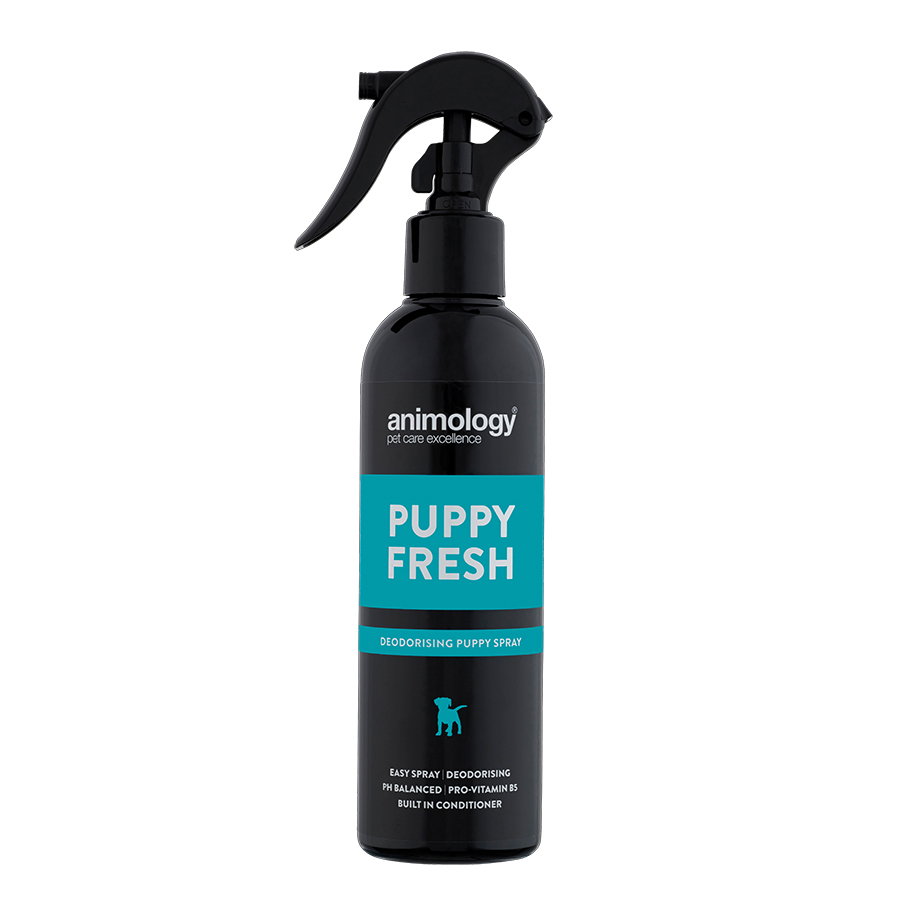 OPEN
animology®
pet care excellence
PUPPY
FRESH
DEODORISING PUPPY SPRAY
EASY SPRAY | DEODORISING
PH BALANCED | PRO-VITAMIN B5
BUILT IN CONDITIONER